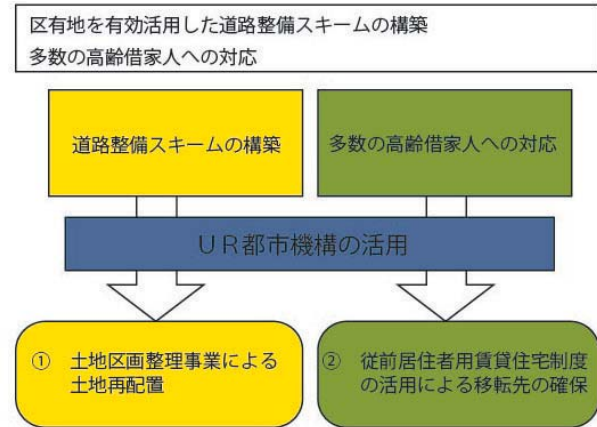 区有地を有効活用した道路整備スキームの構築
多数の高齢借家人への対応
道路整備スキームの構築
多数の高齢借家人への対応
UR都市機構の活用
① 土地区画整理事業による
土地再配置
② 従前居住者用賃貸住宅制度
の活用による移転先の確保